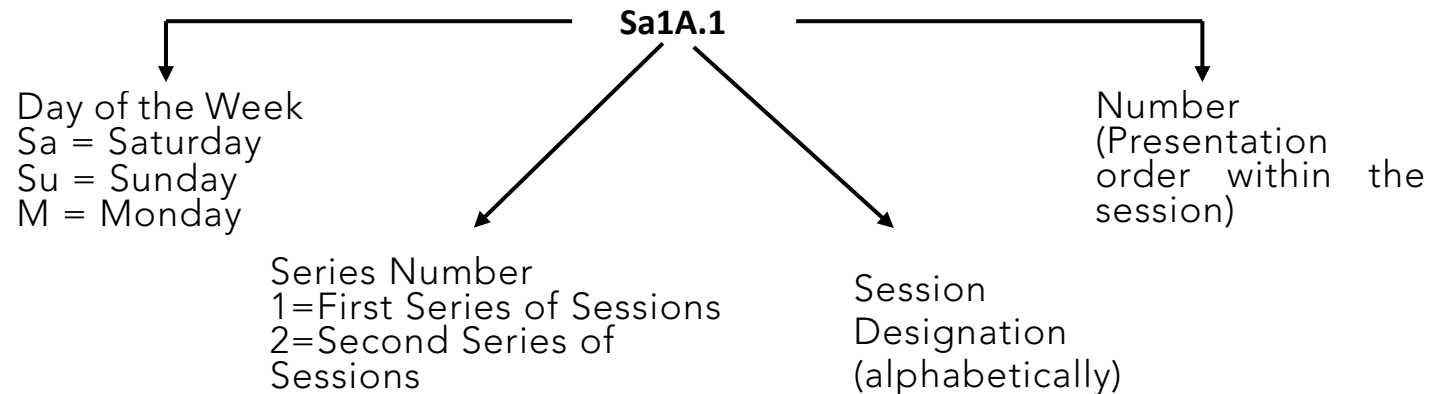 Sa1A.1
Day of the Week
Sa = Saturday
Su = Sunday
M = Monday
Number
(Presentation
order within the
session)
Series Number
1=First Series of Sessions
2=Second Series of
Sessions
Session
Designation
(alphabetically)